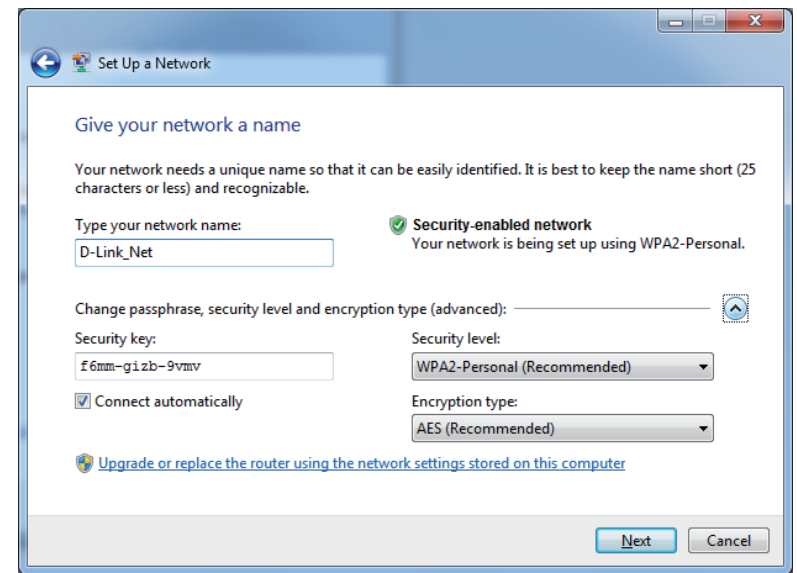 Set Up a Network
Give your network a name
Your network needs a unique name so that it can be easily identified. It is best to keep the name short (25
characters or less) and recognizable.
Type your network name:
D-Link_Net
Security-enabled network
Your network is being set up using WPA2-Personal.
Change passphrase, security level and encryption type (advanced):
Security key:
f6mm-gizb-9vmv
Security level:
WPA2-Personal (Recommended)
Connect automatically
Encryption type:
AES (Recommended)
Upgrade or replace the router using the network settings stored on this computer
Next
Cancel